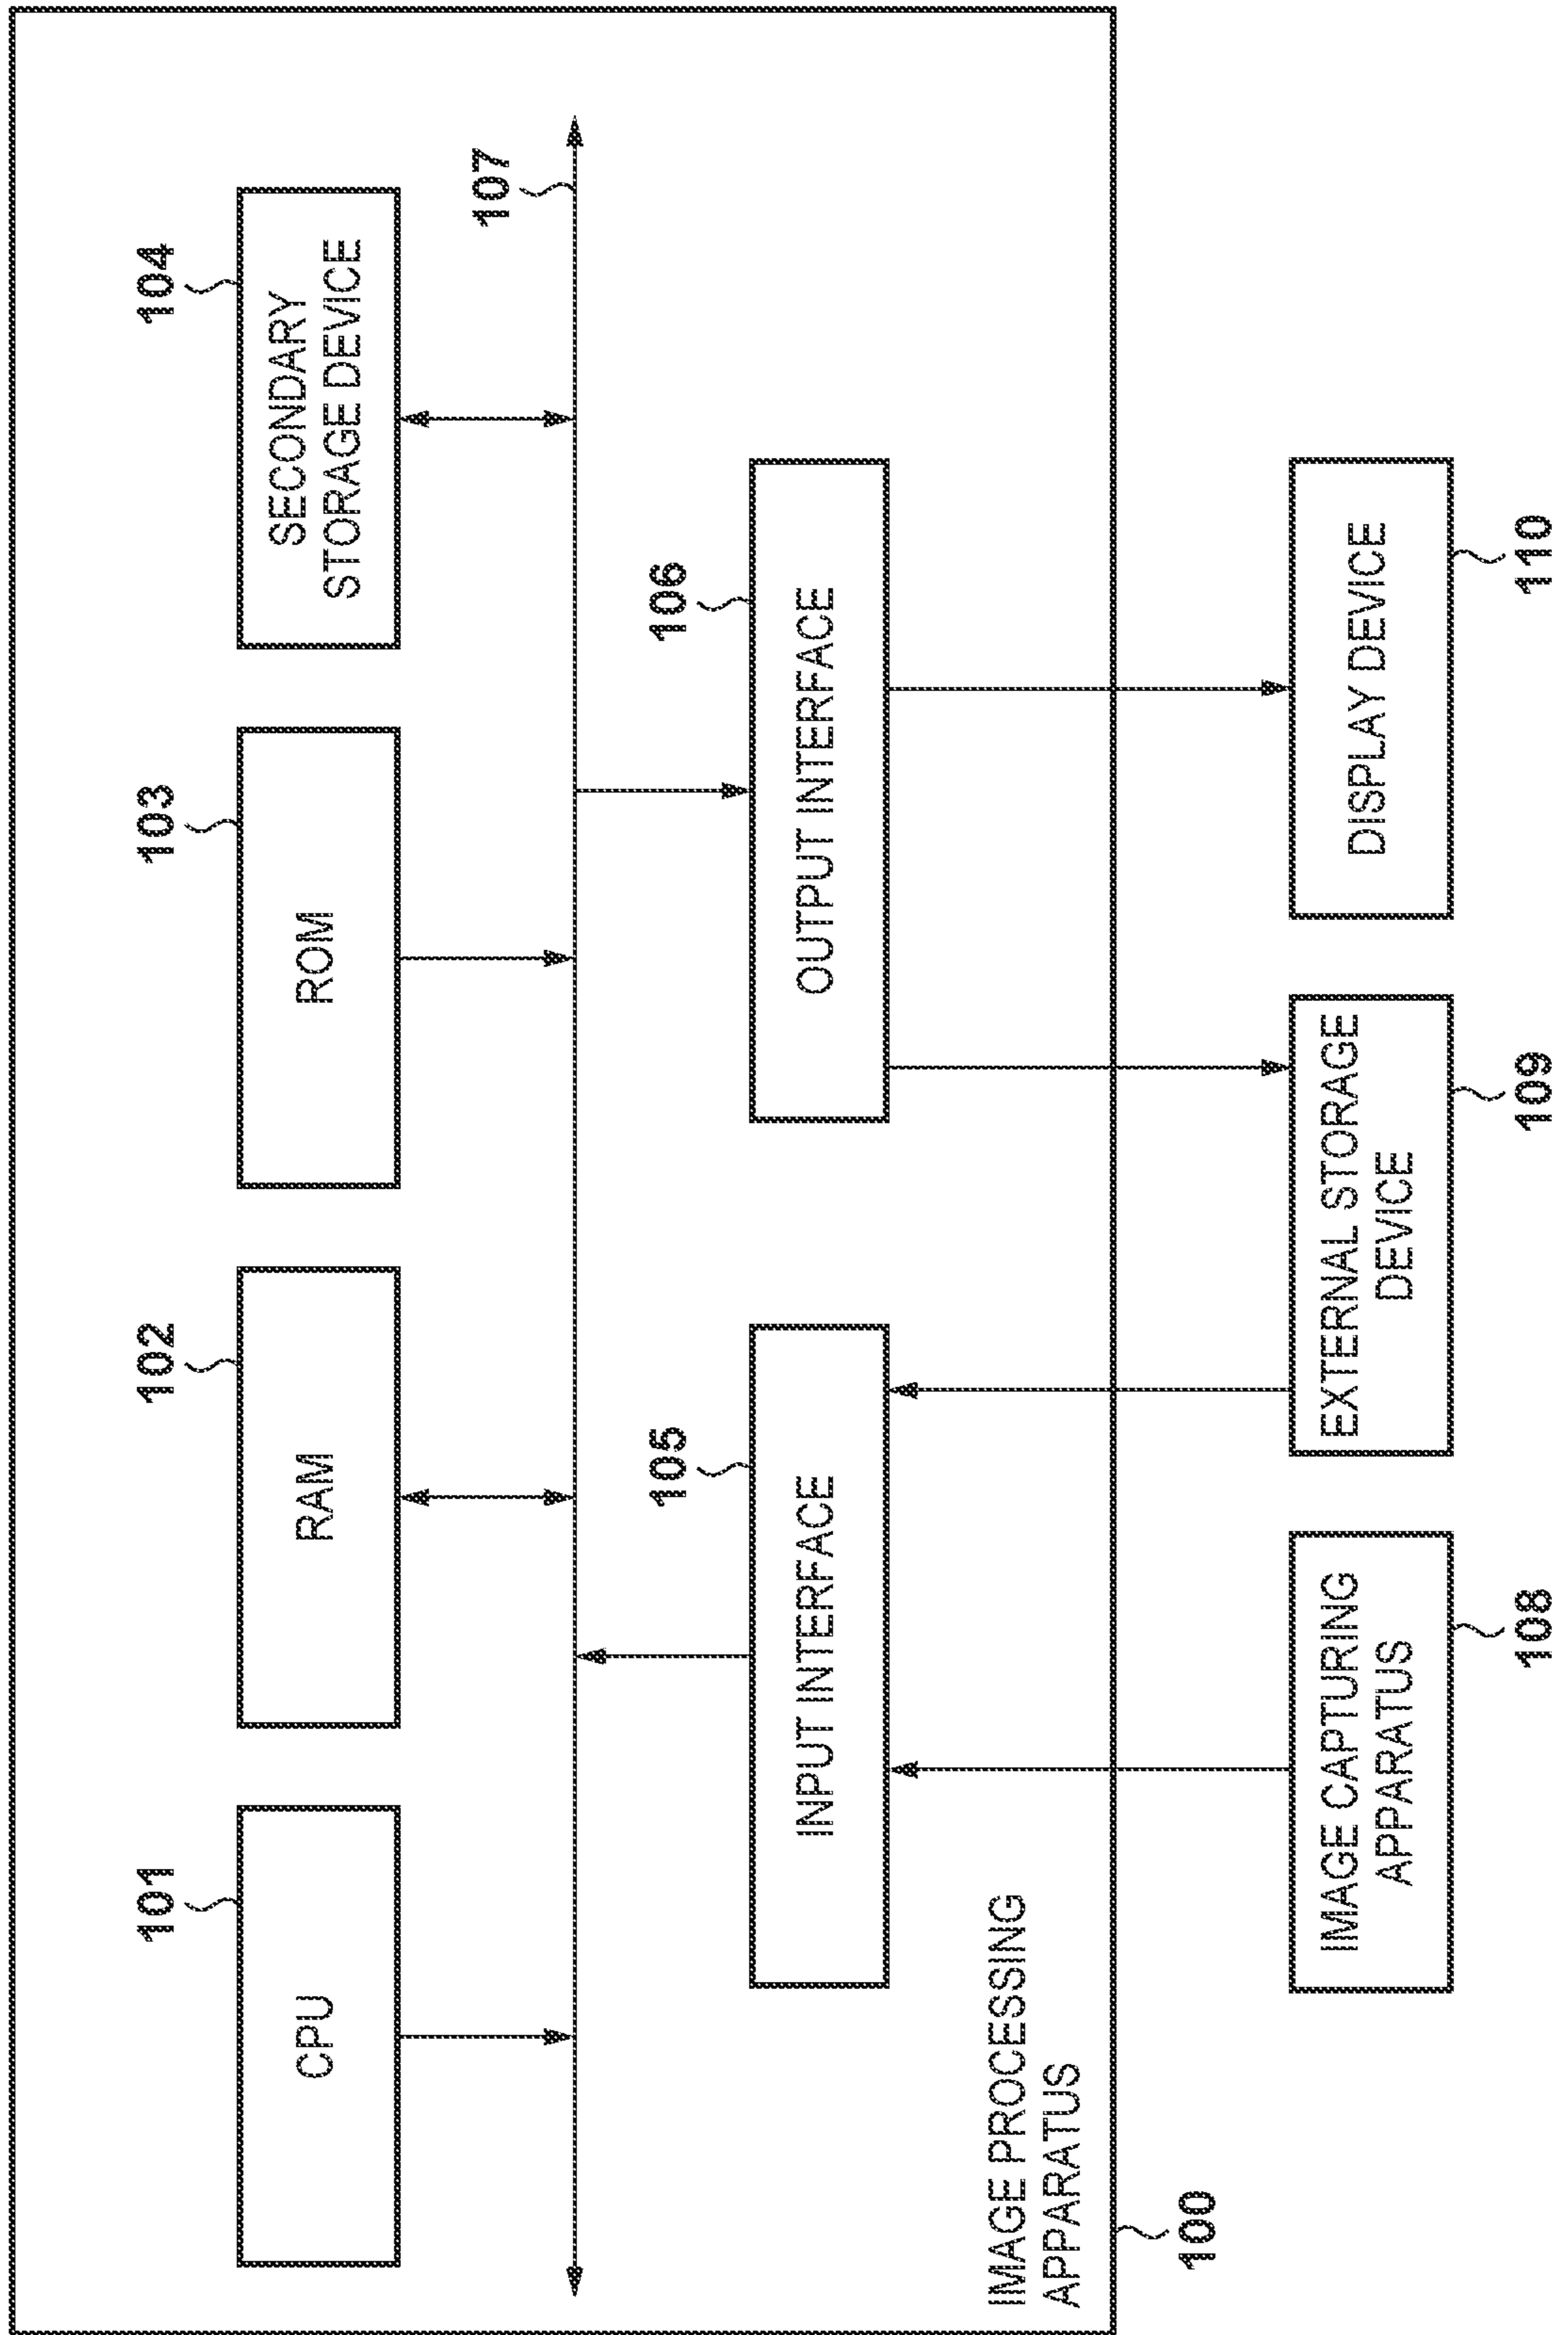 101
102
103
104
CPU
RAM
ROM
SECONDARY
STORAGE DEVICE
107
105
106
INPUT INTERFACE
OUTPUT INTERFACE
IMAGE PROCESSING
APPARATUS
100
IMAGE CAPTURING
APPARATUS
EXTERNAL STORAGE
DEVICE
DISPLAY DEVICE
108
109
110